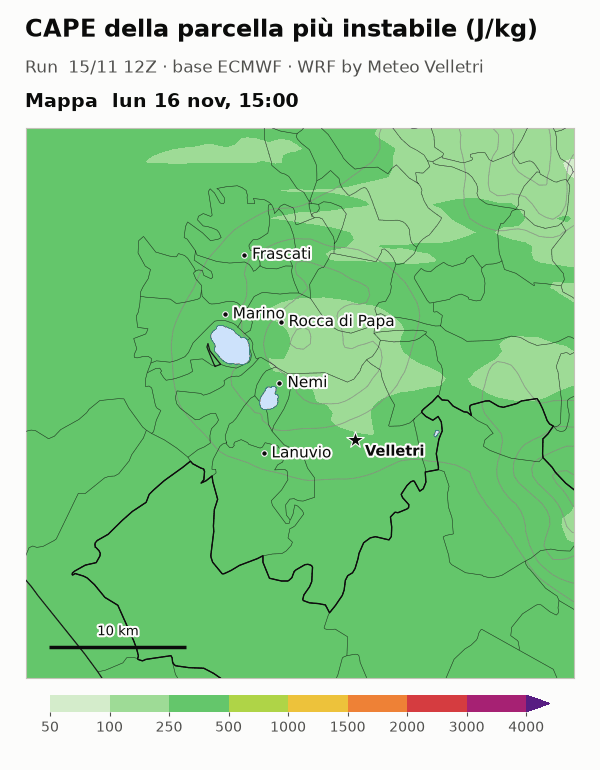 CAPE della parcella più instabile (J/kg)
Run  15/11 12Z · base ECMWF · WRF by Meteo Velletri
Mappa  lun 16 nov, 15:00
Frascati
Marino
Rocca di Papa
Nemi
Lanuvio
Velletri
10 km
50 100 250 500 1000 1500 2000 3000 4000